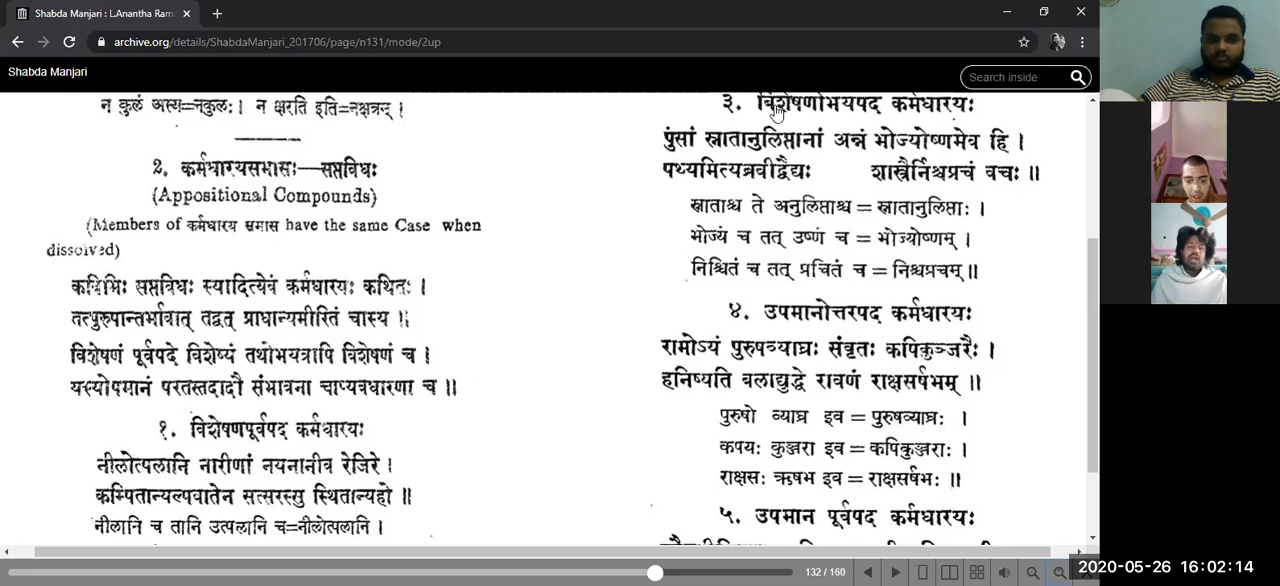 Shabda Manjari : L.Anantha Rama
archive.org/details/ShabdaManjari_201706/page/n131/mode/2up
Shabda Manjari
Search inside
न कुलं अस्य=नकुलः। न क्षरति इति=नक्षत्रम्।
2. कर्मधारयसमासः—सप्तविधः
(Appositional Compounds)
(Members of कर्मधारय समास have the same Case when
dissolved)
कविभिः सप्तविधः स्यादित्येवं कर्मधारयः कथितः।
तत्पुरुषान्तर्भावात् तद्वत् प्राधान्यमीरितं चास्य॥
विशेषणं पूर्वपदे विशेष्यं तथोभयत्रापि विशेषणं च।
यस्योपमानं परतस्तदादौ संभावना चाप्यवधारणा च॥
१. विशेषणपूर्वपद कर्मधारयः
नीलोत्पलानि नारीणां नयनानीव रेजिरे।
कम्पितान्यल्पवातेन सत्सरस्सु स्थितान्यहो॥
नीलानि च तानि उत्पलानि च=नीलोत्पलानि।
३. विशेषणोभयपद कर्मधारयः
पुंसां स्नातानुलिप्तानां अन्नं भोज्योष्णमेव हि।
पथ्यमित्यब्रवीद्वैद्यः शास्त्रैर्निश्चप्रचं वचः॥
स्नाताश्च ते अनुलिप्ताश्च = स्नातानुलिप्ताः।
भोज्यं च तत् उष्णं च = भोज्योष्णम्।
निश्चितं च तत् प्रचितं च = निश्चप्रचम्॥
४. उपमानोत्तरपद कर्मधारयः
रामोऽयं पुरुषव्याघ्रः संवृतः कपिकुञ्जरैः।
हनिष्यति बलाद्युद्धे रावणं राक्षसर्षभम्॥
पुरुषो व्याघ्र इव = पुरुषव्याघ्रः।
कपयः कुञ्जरा इव = कपिकुञ्जराः।
राक्षसः ऋषभ इव = राक्षसर्षभः॥
५. उपमान पूर्वपद कर्मधारयः
132 / 160
2020-05-26 16:02:14